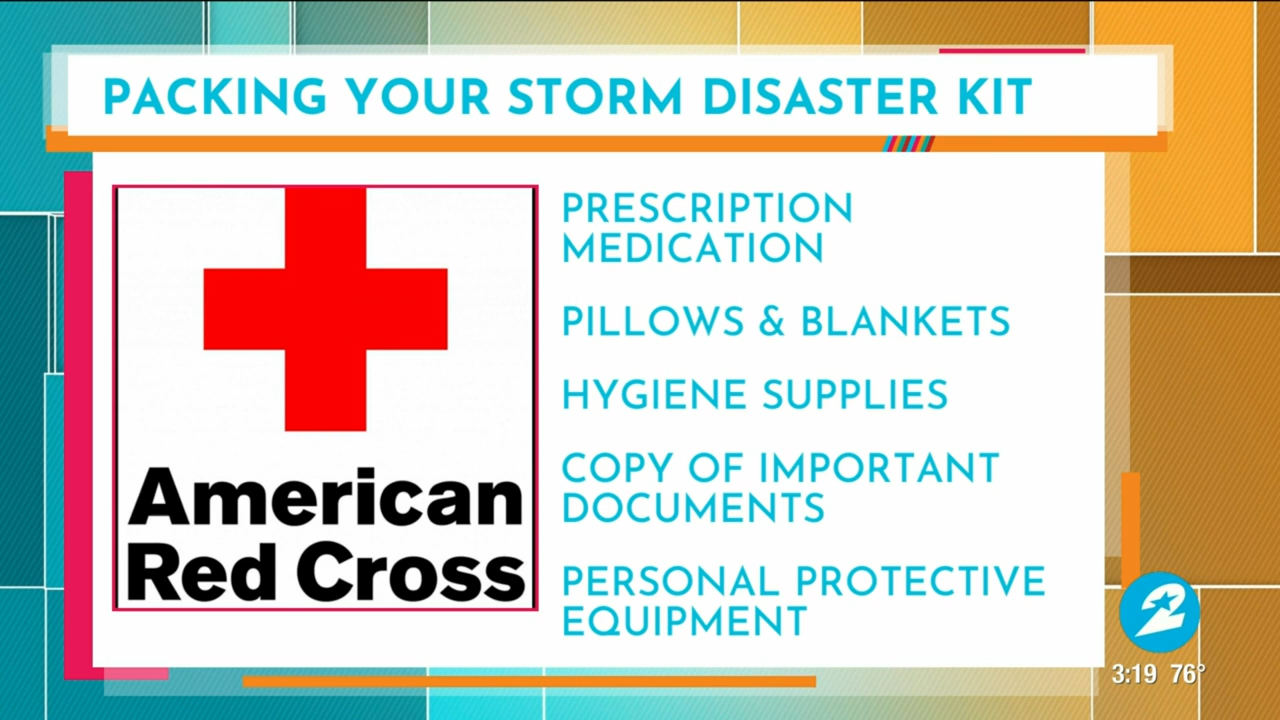 PACKING YOUR STORM DISASTER KIT
PRESCRIPTION
MEDICATION
PILLOWS & BLANKETS
HYGIENE SUPPLIES
COPY OF IMPORTANT
DOCUMENTS
PERSONAL PROTECTIVE
EQUIPMENT
American
Red Cross
2
3:19 76°